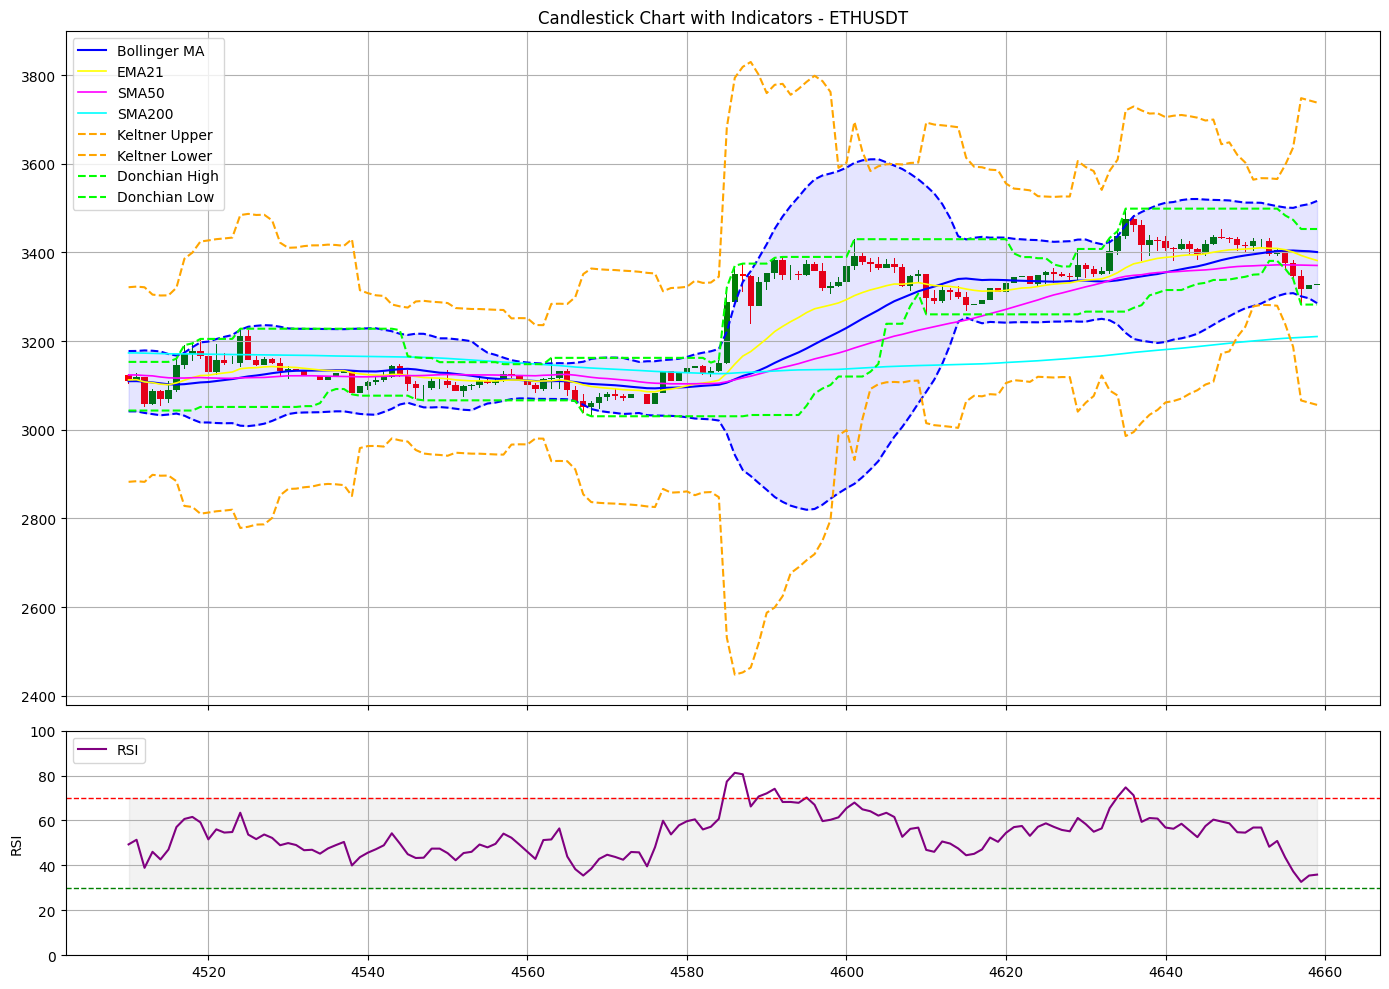 Candlestick Chart with Indicators - ETHUSDT
Bollinger MA
EMA21
SMA50
SMA200
Keltner Upper
Keltner Lower
Donchian High
Donchian Low
3800
3600
3400
3200
3000
2800
2600
2400
RSI
100
80
60
40
20
0
RSI
4520
4540
4560
4580
4600
4620
4640
4660